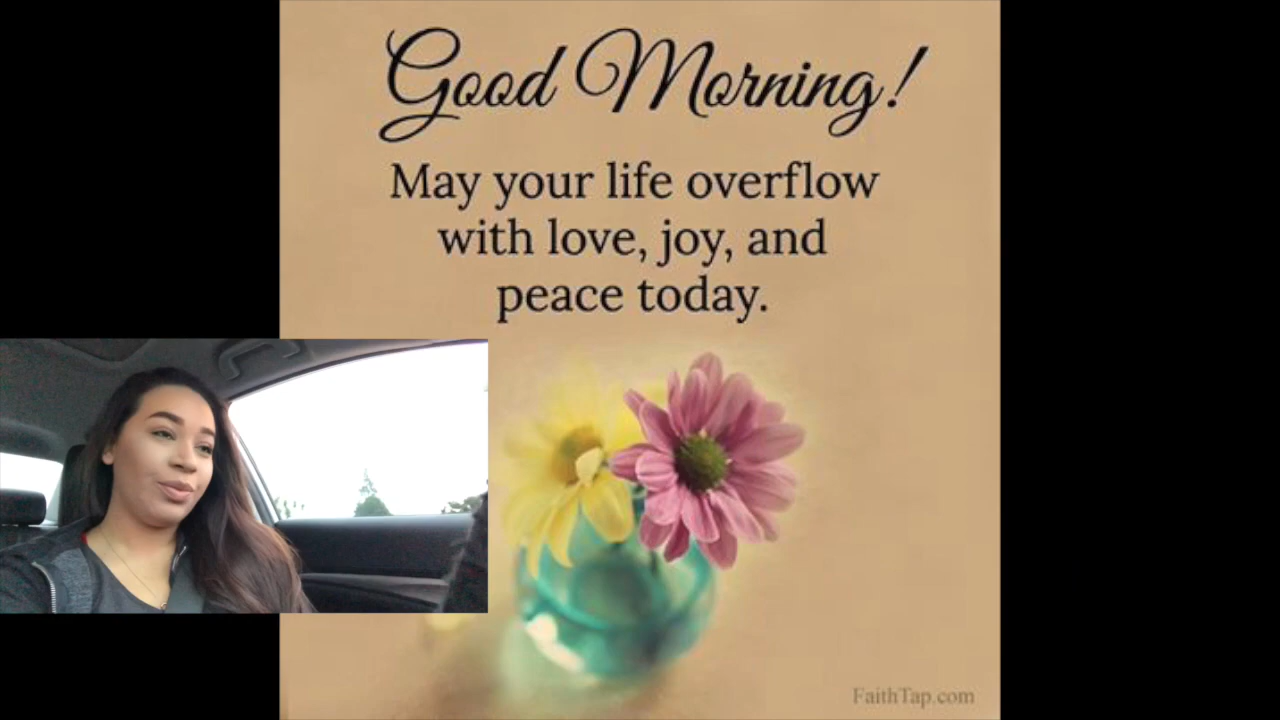 Good Morning!
May your life overflow
with love, joy, and
peace today.
FaithTap.com